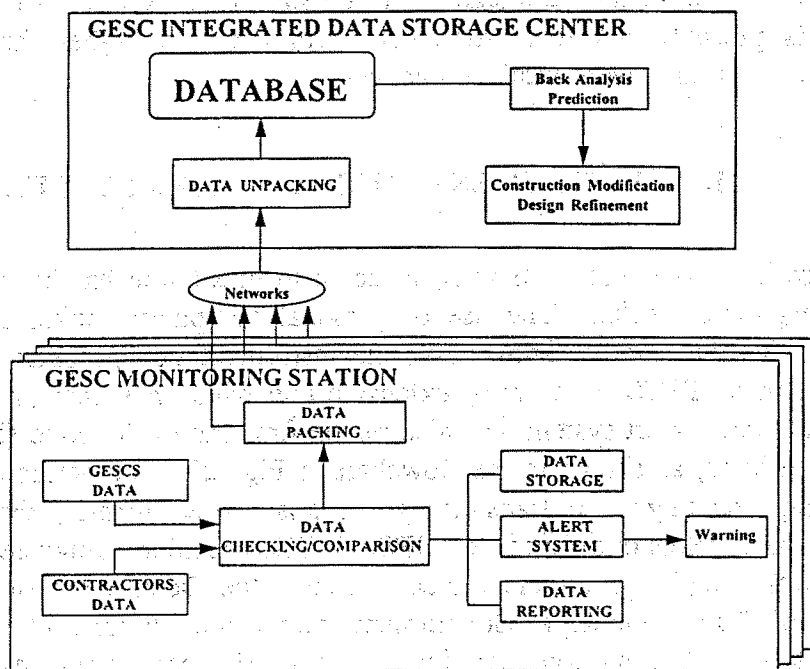 GESC INTEGRATED DATA STORAGE CENTER
DATABASE
Back Analysis
Prediction
DATA UNPACKING
Construction Modification
Design Refinement
Networks
GESC MONITORING STATION
DATA
PACKING
GESCS
DATA
DATA
STORAGE
DATA
CHECKING/COMPARISON
ALERT
SYSTEM
Warning
CONTRACTORS
DATA
DATA
REPORTING